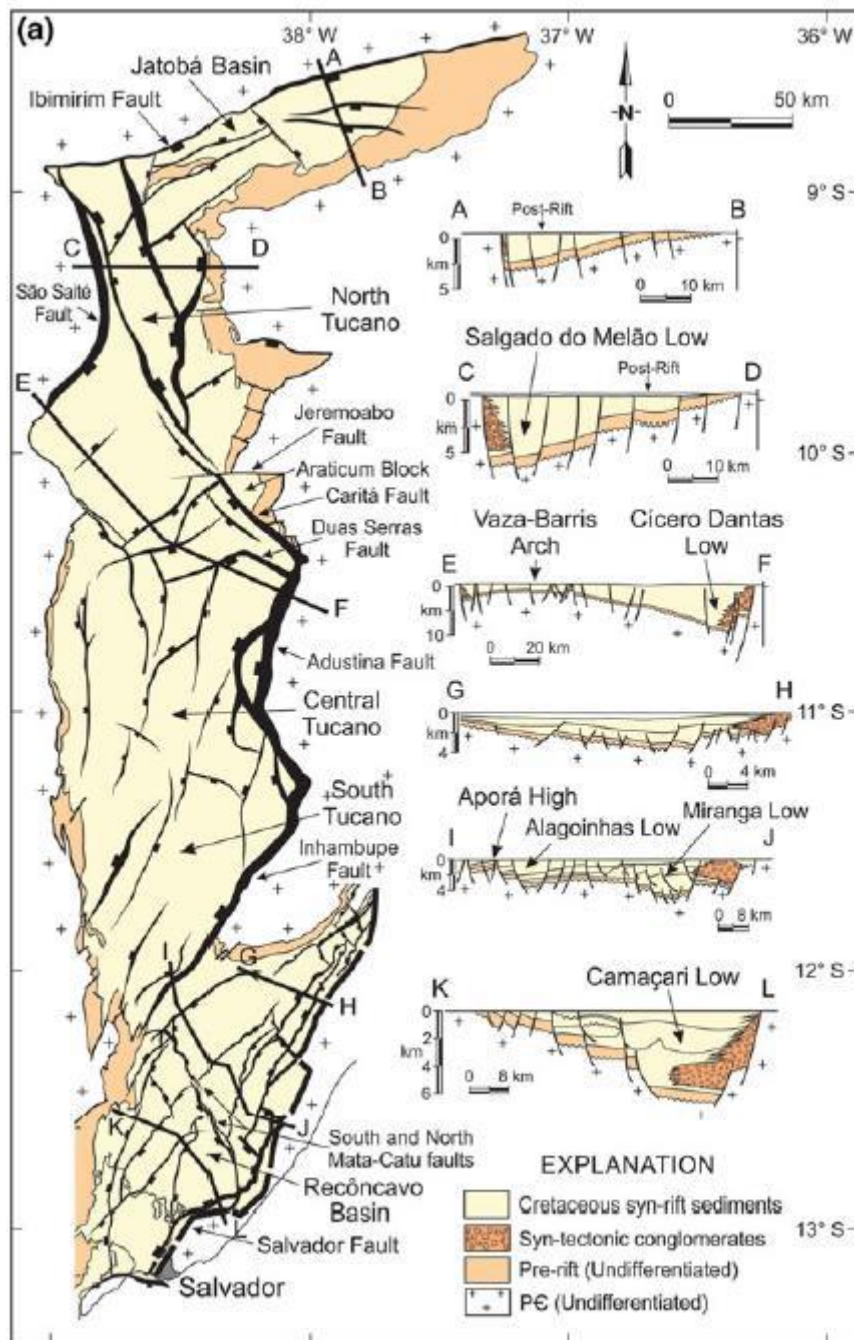 (a)
38° W
37° W
36° W
A
Jatobá Basin
Ibimirim Fault
B
N
0
50 km
9° S
C
D
São Saité
Fault
North
Tucano
E
Jeremoabo
Fault
Araticum Block
Caritá Fault
Duas Serras
Fault
F
Adustina Fault
Central
Tucano
South
Tucano
Inhambupe
Fault
G
H
I
J
K
L
South and North
Mata-Catu faults
Recôncavo
Basin
Salvador Fault
Salvador
A
Post-Rift
B
0
km
5
0 10 km
Salgado do Melão Low
C
Post-Rift
D
0
km
5
0 10 km
10° S
Vaza-Barris
Arch
Cícero Dantas
Low
E
F
0
km
10
0 20 km
G
11° S
H
0
km
4
0 4 km
Aporá High
Alagoinhas Low
Miranga Low
I
J
0
km
4
0 8 km
12° S
Camaçari Low
K
L
0
2
km
4
6
0 8 km
EXPLANATION
Cretaceous syn-rift sediments
Syn-tectonic conglomerates
Pre-rift (Undifferentiated)
PЄ (Undifferentiated)
13° S